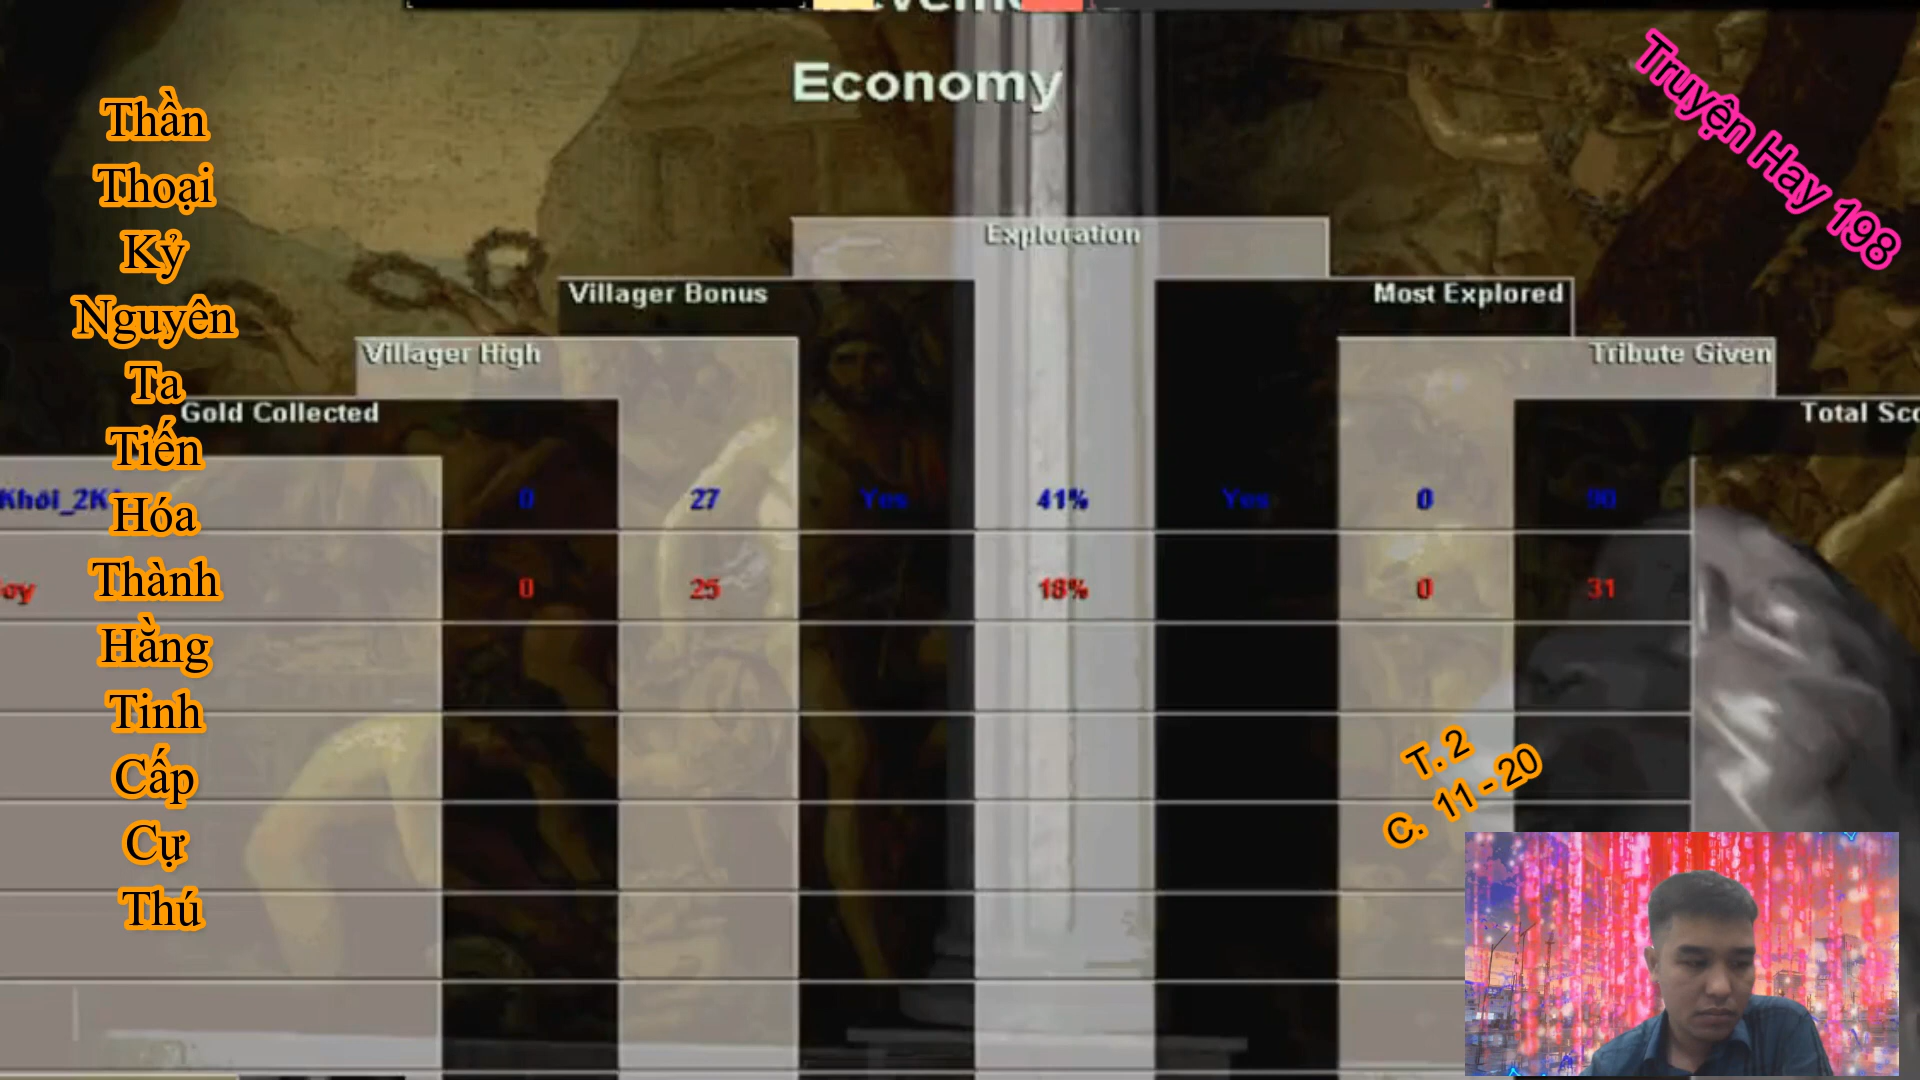 Economy
Truyện Hay 198
Exploration
Villager Bonus
Most Explored
Villager High
Tribute Given
Gold Collected
Total Sco
Khôi_2K
0
27
Yes
41%
Yes
0
90
0
25
18%
0
31
Thần
Thoại
Kỷ
Nguyên
Ta
Tiến
Hóa
Thành
Hằng
Tinh
Cấp
Cự
Thú
T. 2
C. 11 - 20